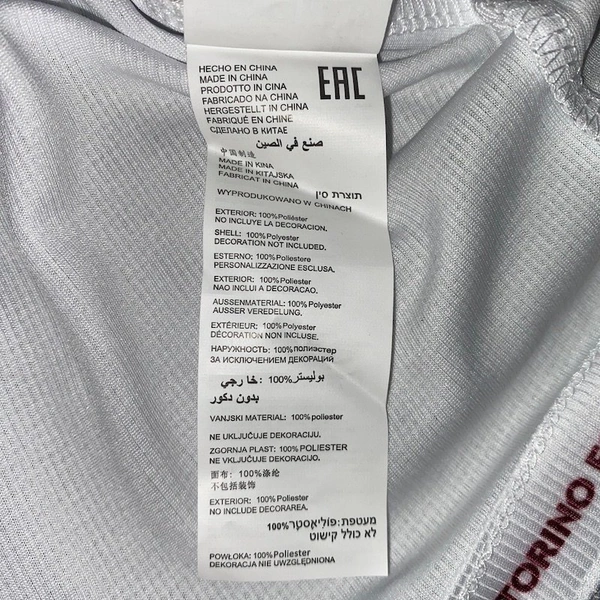 HECHO EN CHINA
MADE IN CHINA
PRODOTTO IN CINA
FABRICADO NA CHINA
HERGESTELLT IN CHINA
FABRIQUÉ EN CHINE
СДЕЛАНО В КИТАЕ
EAC
صنع في الصين
中国制造
MADE IN KINA
MADE IN KITAJSKA
FABRICAT IN CHINA
תוצרת סין
WYPRODUKOWANO W CHINACH
EXTERIOR: 100%Poliéster
NO INCLUYE LA DECORACION.
SHELL: 100%Polyester
DECORATION NOT INCLUDED.
ESTERNO: 100%Poliestere
PERSONALIZZAZIONE ESCLUSA.
EXTERIOR: 100%Poliester
NAO INCLUI A DECORACAO.
AUSSENMATERIAL: 100%Polyester
AUSSER VEREDELUNG.
EXTÉRIEUR: 100%Polyester
DÉCORATION NON INCLUSE.
НАРУЖНОСТЬ: 100%полиэстер
ЗА ИСКЛЮЧЕНИЕМ ДЕКОРАЦИЙ
خارجي: 100%بوليستر
بدون دكور
VANJSKI MATERIAL: 100%poliester
NE UKLJUČUJE DEKORACIJU.
ZGORNJA PLAST: 100%POLIESTER
NE VKLJUČUJE DEKORACIJO.
面布: 100%涤纶
不包括装饰
EXTERIOR: 100%Poliester
NU INCLUDE DECORAREA.
מעטפת: פּוֹלִיאֶסטֶר100%
לא כולל קישוט
POWŁOKA: 100%Poliester
DEKORACJA NIE UWZGLĘDNIONA
TORINO F